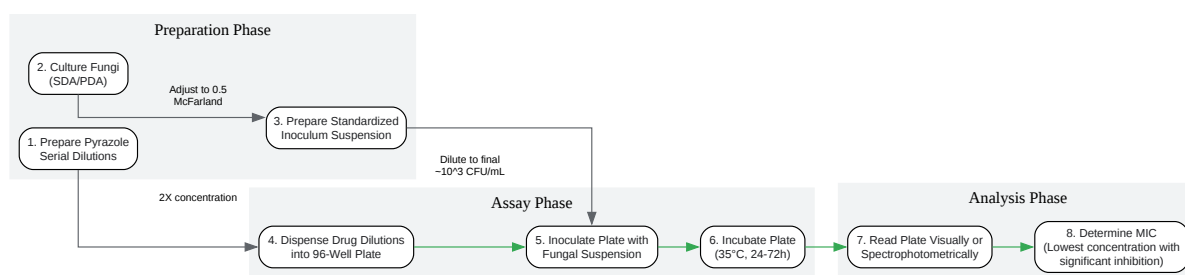 Preparation Phase
2. Culture Fungi
(SDA/PDA)
Adjust to 0.5
McFarland
3. Prepare Standardized
Inoculum Suspension
1. Prepare Pyrazole
Serial Dilutions
Dilute to final
~10^3 CFU/mL
2X concentration
Assay Phase
4. Dispense Drug Dilutions
into 96-Well Plate
5. Inoculate Plate with
Fungal Suspension
6. Incubate Plate
(35°C, 24-72h)
Analysis Phase
7. Read Plate Visually or
Spectrophotometrically
8. Determine MIC
(Lowest concentration with
significant inhibition)